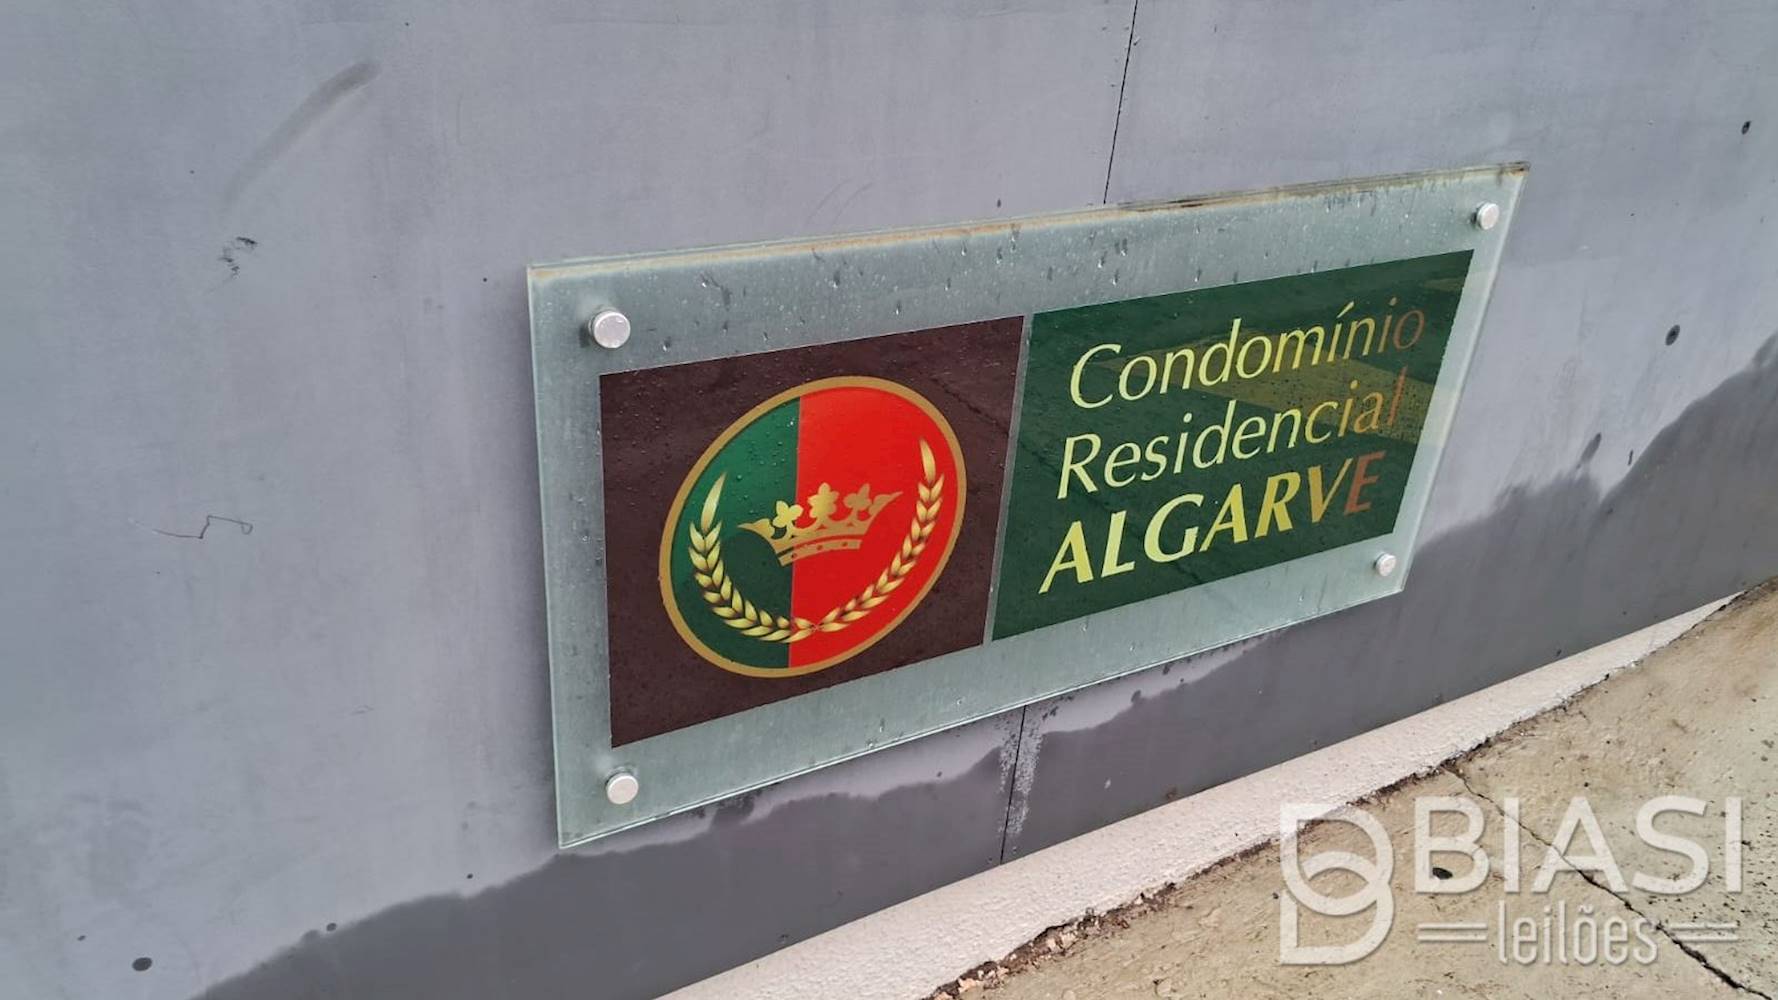 Condomínio
Residencial
ALGARVE
BIASI
leilões